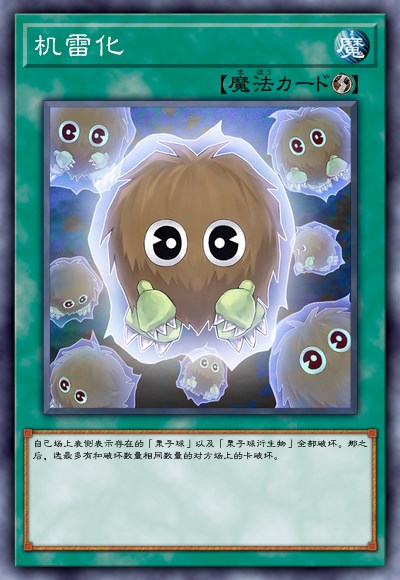 机雷化
魔
【魔法カード】
まほう
自己场上表侧表示存在的「栗子球」以及「栗子球衍生物」全部破坏。那之
后，选最多有和破坏数量相同数量的对方场上的卡破坏。